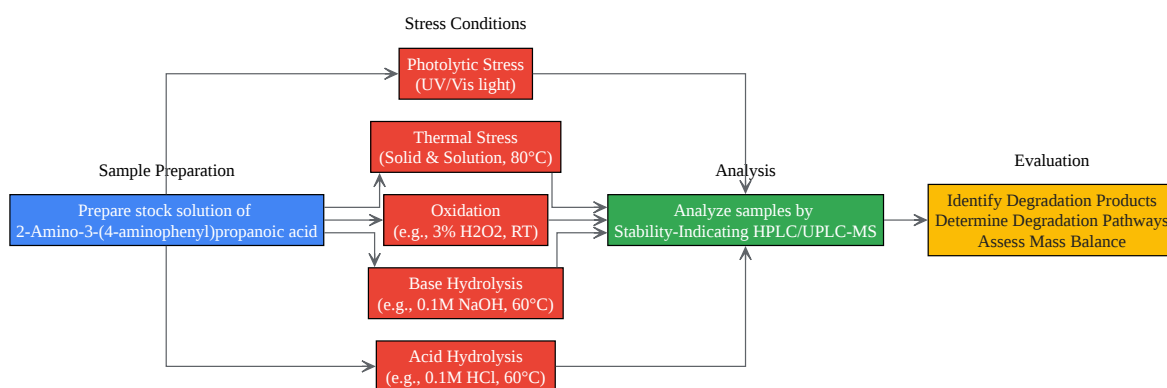 Stress Conditions
Photolytic Stress
(UV/Vis light)
Thermal Stress
(Solid & Solution, 80°C)
Sample Preparation
Analysis
Evaluation
Prepare stock solution of
2-Amino-3-(4-aminophenyl)propanoic acid
Oxidation
(e.g., 3% H2O2, RT)
Analyze samples by
Stability-Indicating HPLC/UPLC-MS
Identify Degradation Products
Determine Degradation Pathways
Assess Mass Balance
Base Hydrolysis
(e.g., 0.1M NaOH, 60°C)
Acid Hydrolysis
(e.g., 0.1M HCl, 60°C)